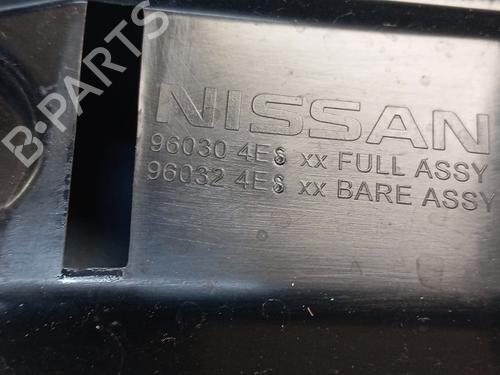 B-PARTS
NISSAN
96030 4ES xx FULL ASSY
96032 4ES xx BARE ASSY